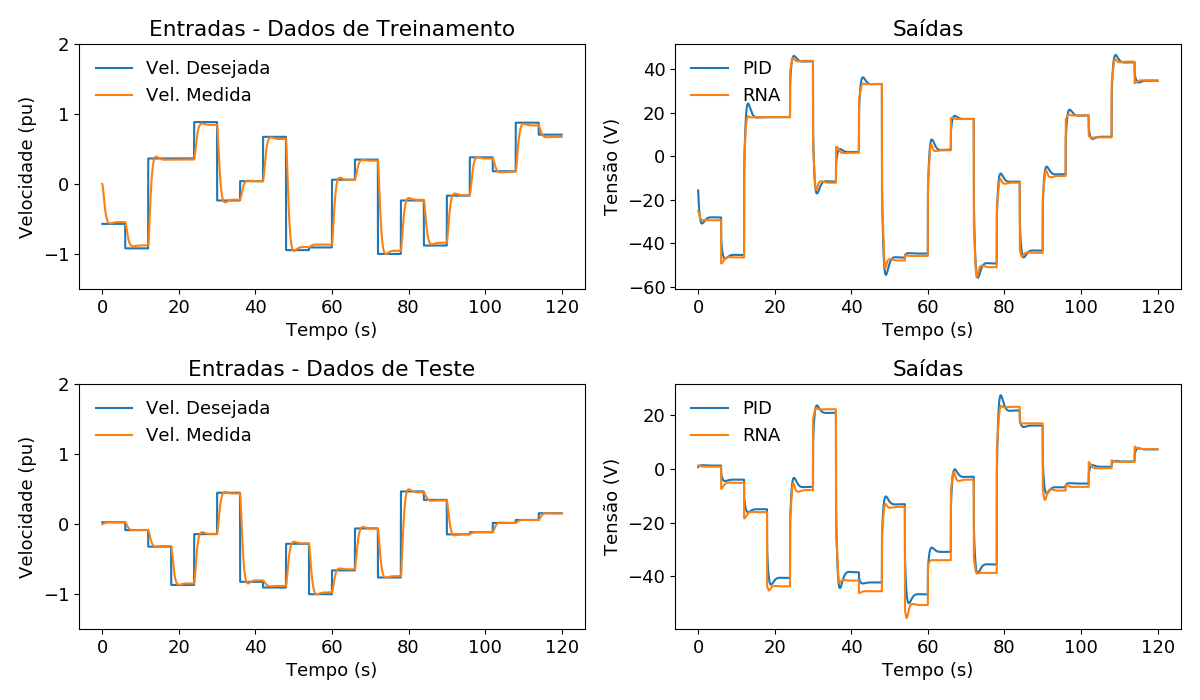 Entradas - Dados de Treinamento
Velocidade (pu)
2
1
0
−1
Vel. Desejada
Vel. Medida
0 20 40 60 80 100 120
Tempo (s)
Saídas
Tensão (V)
40
20
0
−20
−40
−60
PID
RNA
0 20 40 60 80 100 120
Tempo (s)
Entradas - Dados de Teste
Velocidade (pu)
2
1
0
−1
Vel. Desejada
Vel. Medida
0 20 40 60 80 100 120
Tempo (s)
Saídas
Tensão (V)
20
0
−20
−40
PID
RNA
0 20 40 60 80 100 120
Tempo (s)